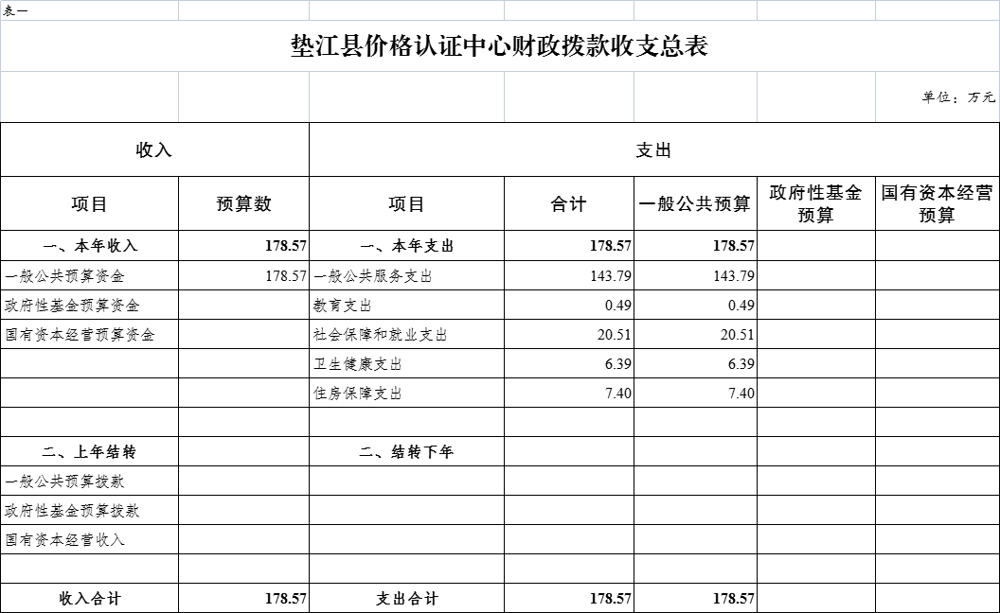 表一
垫江县价格认证中心财政拨款收支总表
单位：万元
收入 支出
项目 预算数 项目 合计 一般公共预算 政府性基金预算 国有资本经营预算
一、本年收入 178.57 一、本年支出 178.57 178.57
一般公共预算资金 178.57 一般公共服务支出 143.79 143.79
政府性基金预算资金 教育支出 0.49 0.49
国有资本经营预算资金 社会保障和就业支出 20.51 20.51
卫生健康支出 6.39 6.39
住房保障支出 7.40 7.40
二、上年结转 二、结转下年
一般公共预算拨款
政府性基金预算拨款
国有资本经营收入
收入合计 178.57 支出合计 178.57 178.57